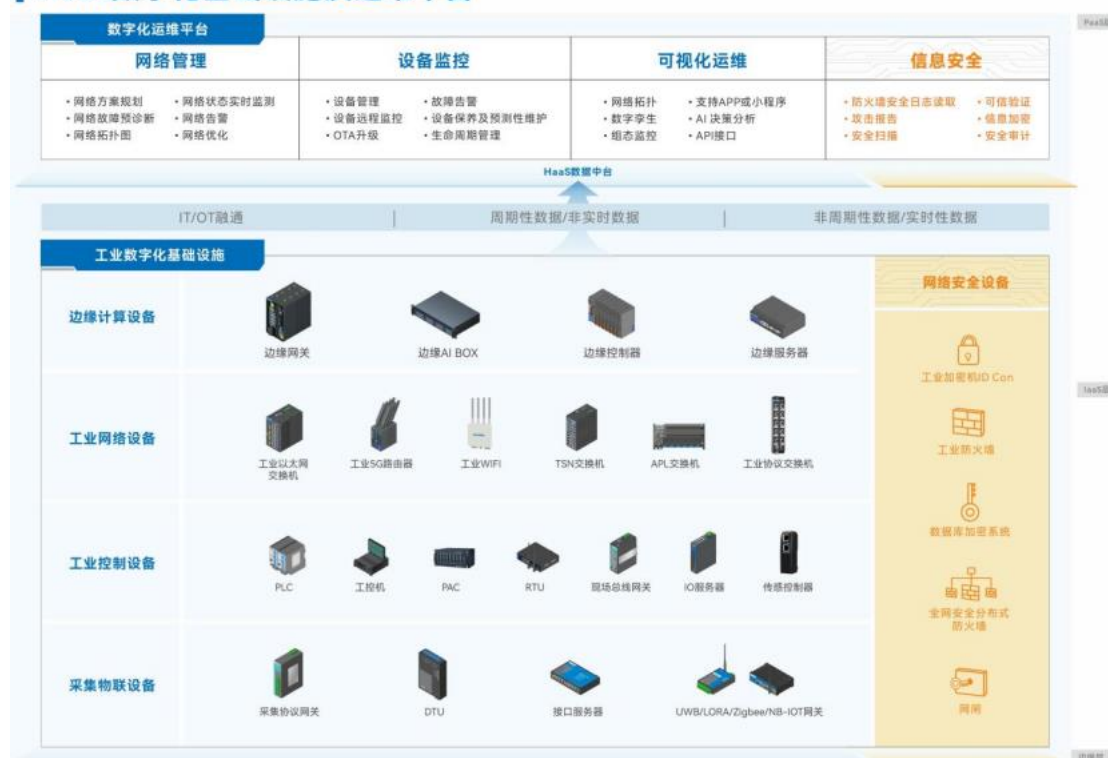 数字化运维平台
网络管理
设备监控
可视化运维
信息安全
·网络方案规划 ·网络状态实时监测
·网络故障预诊断 ·网络告警
·网络拓扑图 ·网络优化
·设备管理 ·故障告警
·设备远程监控 ·设备保养及预测性维护
·OTA升级 ·生命周期管理
·网络拓扑 ·支持APP或小程序
·数字孪生 ·AI决策分析
·组态监控 ·API接口
·防火墙安全日志读取 ·可信验证
·攻击报告 ·信息加密
·安全扫描 ·安全审计
HaaS数据中台
IT/OT融通 | 周期性数据/非实时数据 | 非周期性数据/实时性数据
工业数字化基础设施
边缘计算设备
边缘网关
边缘AI BOX
边缘控制器
边缘服务器
工业网络设备
工业以太网
交换机
工业5G路由器
工业WIFI
TSN交换机
APL交换机
工业协议交换机
工业控制设备
PLC
工控机
PAC
RTU
现场总线网关
IO服务器
传感控制器
采集物联设备
采集协议网关
DTU
接口服务器
UWB/LORA/Zigbee/NB-IOT网关
网络安全设备
工业加密机ID Con
工业防火墙
数据库加密系统
全网安全分布式
防火墙
网闸